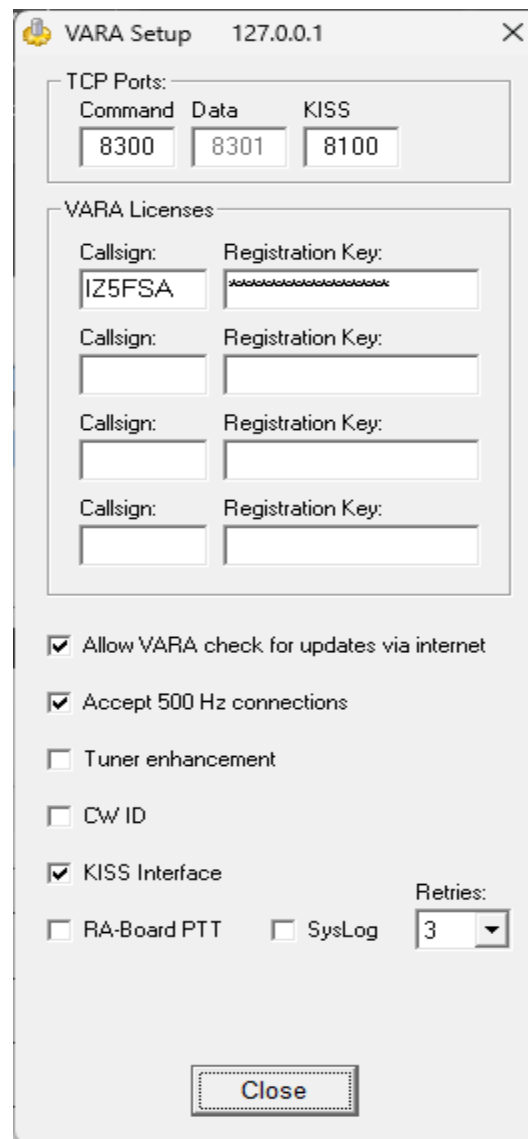 VARA Setup 127.0.0.1
TCP Ports:
Command Data KISS
8300 8301 8100
VARA Licenses
Callsign: Registration Key:
IZ5FSA *****************
Callsign: Registration Key:
Callsign: Registration Key:
Callsign: Registration Key:
Allow VARA check for updates via internet
Accept 500 Hz connections
Tuner enhancement
CW ID
KISS Interface
Retries:
RA-Board PTT SysLog 3
Close